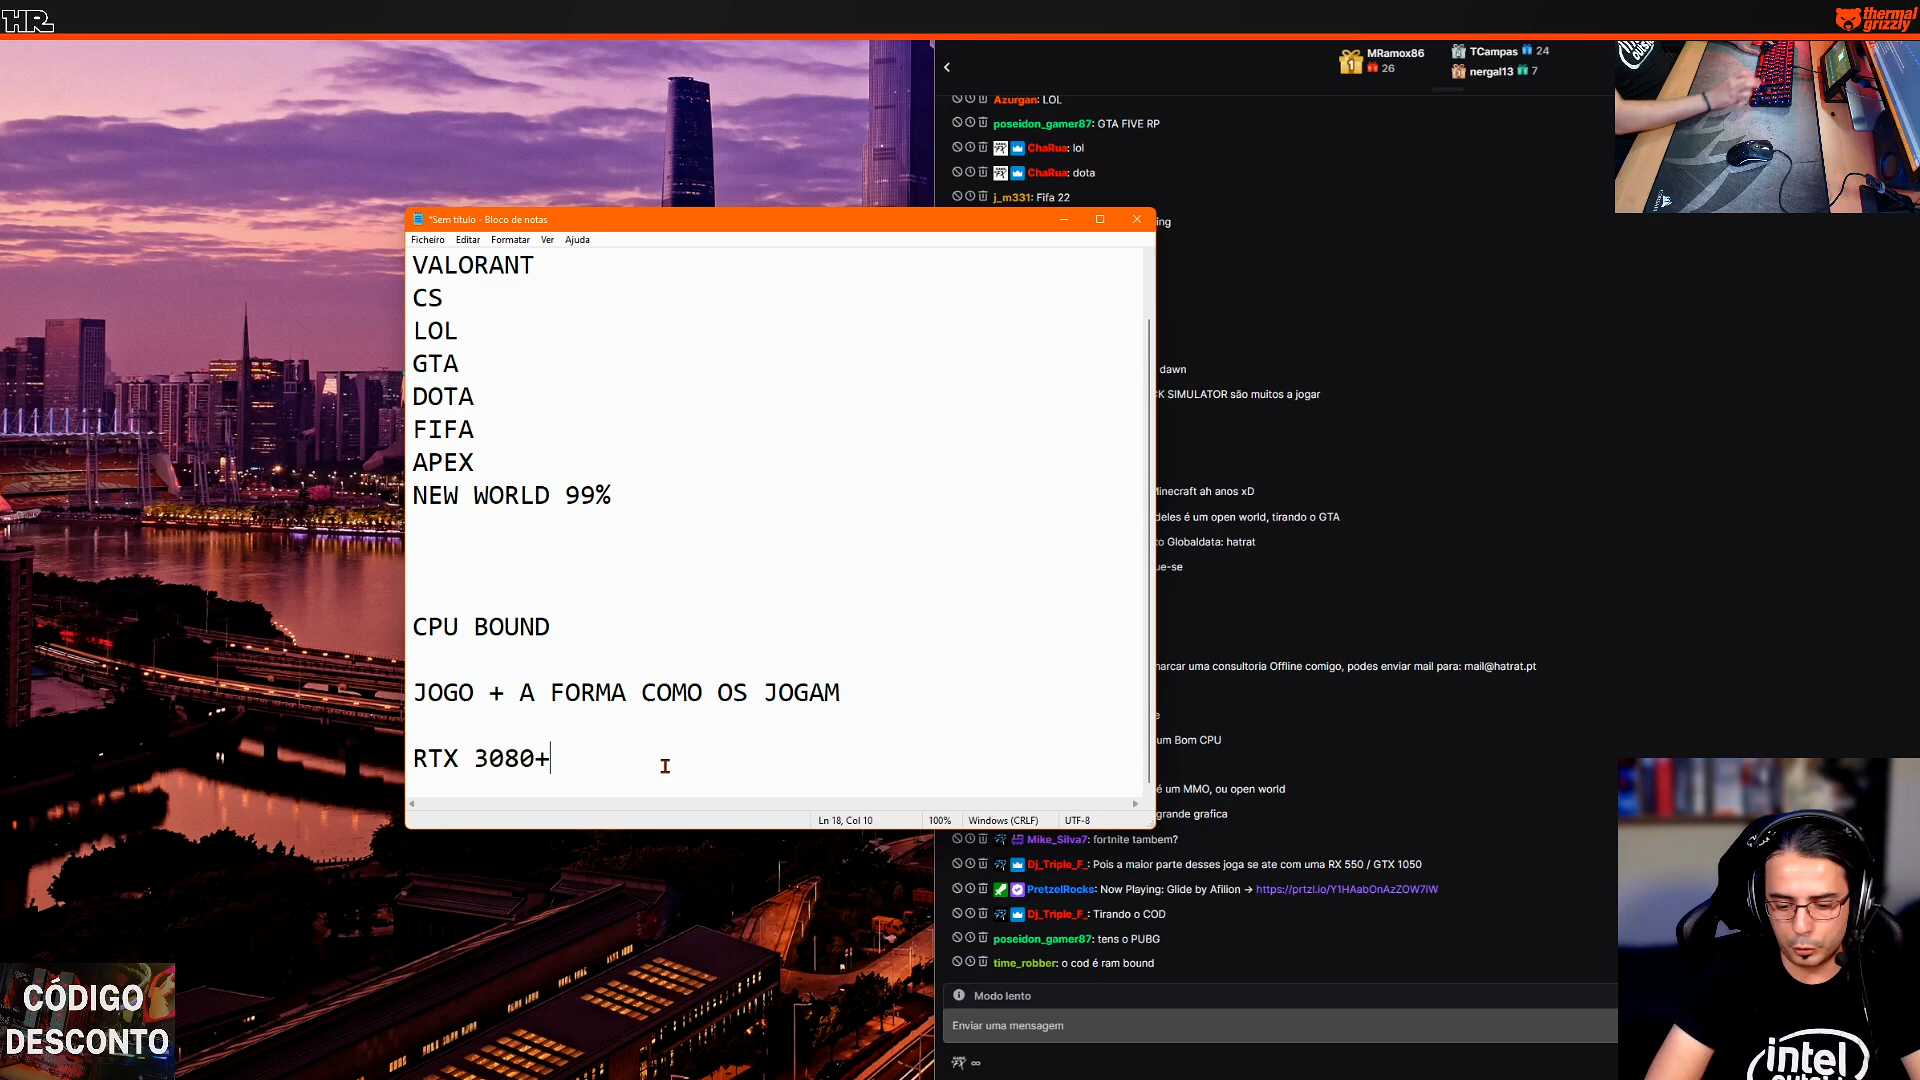 HR
thermal
grizzly
MRamox86
26
TCampas 24
nergal13 7
Azurgan: LOL
poseidon_gamer87: GTA FIVE RP
ChaRua: lol
ChaRua: dota
j_m331: Fifa 22
ing
dawn
CK SIMULATOR são muitos a jogar
Minecraft ah anos xD
deles é um open world, tirando o GTA
to Globaldata: hatrat
ue-se
marcar uma consultoria Offline comigo, podes enviar mail para: mail@hatrat.pt
e
um Bom CPU
é um MMO, ou open world
grande grafica
Mike_Silva7: fortnite tambem?
Dj_Triple_F_: Pois a maior parte desses joga se ate com uma RX 550 / GTX 1050
PretzelRocks: Now Playing: Glide by Afilion -> https://prtzl.io/Y1HAabOnAzZOW7iW
Dj_Triple_F_: Tirando o COD
poseidon_gamer87: tens o PUBG
time_robber: o cod é ram bound
Modo lento
Enviar uma mensagem
∞
*Sem título - Bloco de notas
Ficheiro Editar Formatar Ver Ajuda
VALORANT
CS
LOL
GTA
DOTA
FIFA
APEX
NEW WORLD 99%
CPU BOUND
JOGO + A FORMA COMO OS JOGAM
RTX 3080+
Ln 18, Col 10 100% Windows (CRLF) UTF-8
CÓDIGO
DESCONTO
intel